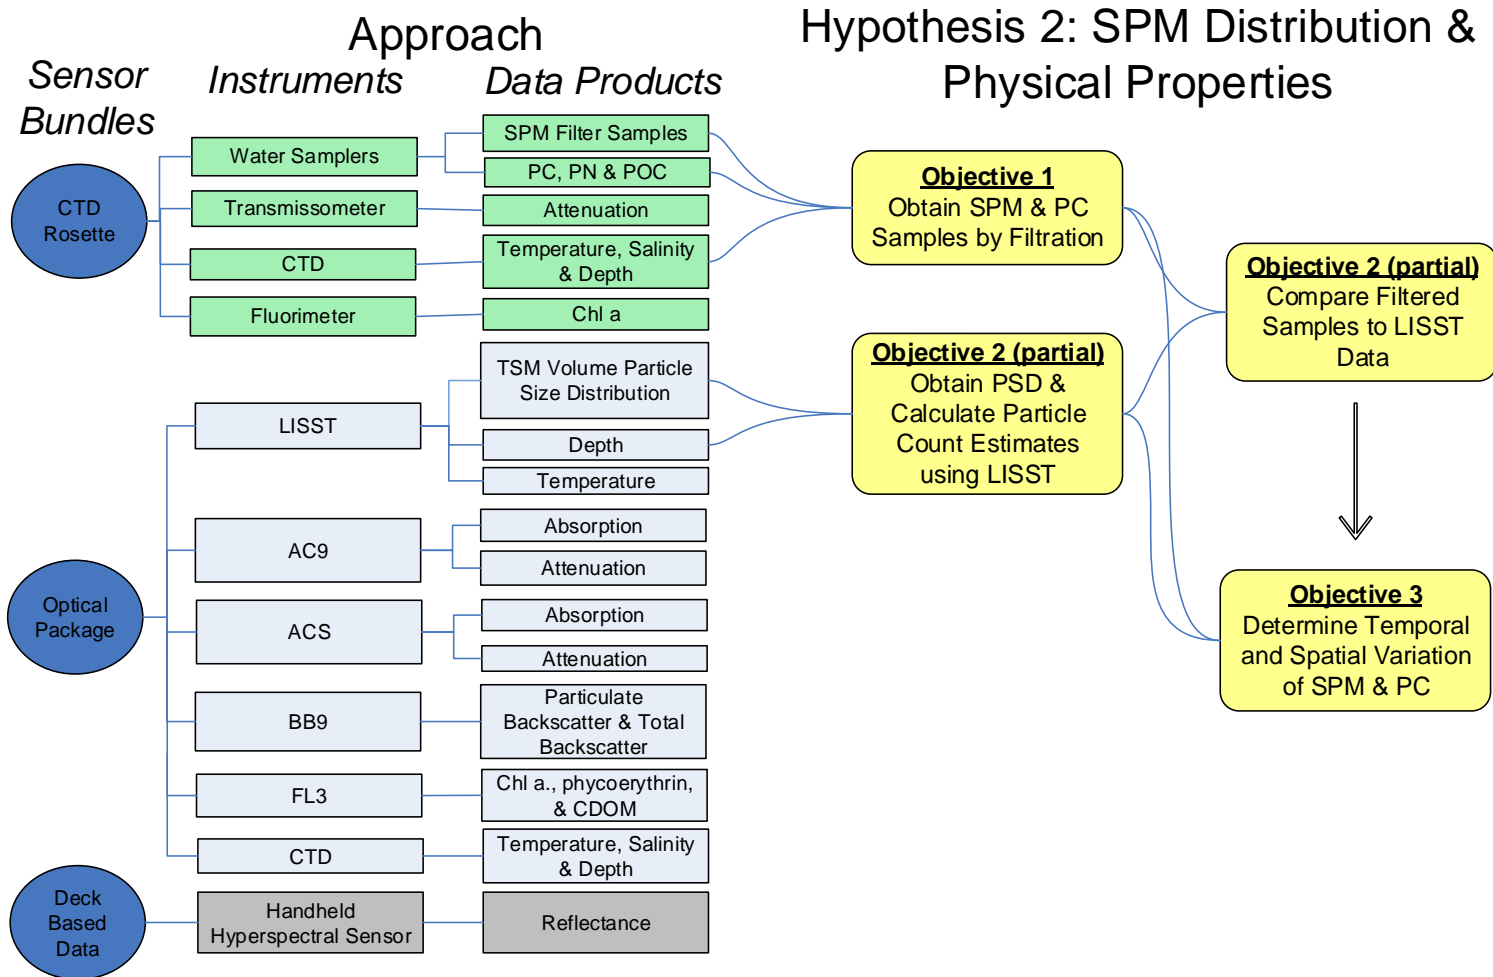 Approach
Hypothesis 2: SPM Distribution &
Physical Properties
Sensor
Bundles
Instruments
Data Products
CTD
Rosette
Water Samplers
SPM Filter Samples
PC, PN & POC
Transmissometer
Attenuation
CTD
Temperature, Salinity
& Depth
Fluorimeter
Chl a
Optical
Package
LISST
TSM Volume Particle
Size Distribution
Depth
Temperature
AC9
Absorption
Attenuation
ACS
Absorption
Attenuation
BB9
Particulate
Backscatter & Total
Backscatter
FL3
Chl a., phycoerythrin,
& CDOM
CTD
Temperature, Salinity
& Depth
Deck
Based
Data
Handheld
Hyperspectral Sensor
Reflectance
Objective 1
Obtain SPM & PC
Samples by Filtration
Objective 2 (partial)
Obtain PSD &
Calculate Particle
Count Estimates
using LISST
Objective 2 (partial)
Compare Filtered
Samples to LISST
Data
Objective 3
Determine Temporal
and Spatial Variation
of SPM & PC